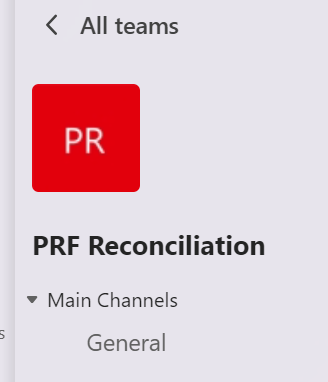 All teams
PR
PRF Reconciliation
Main Channels
General
s